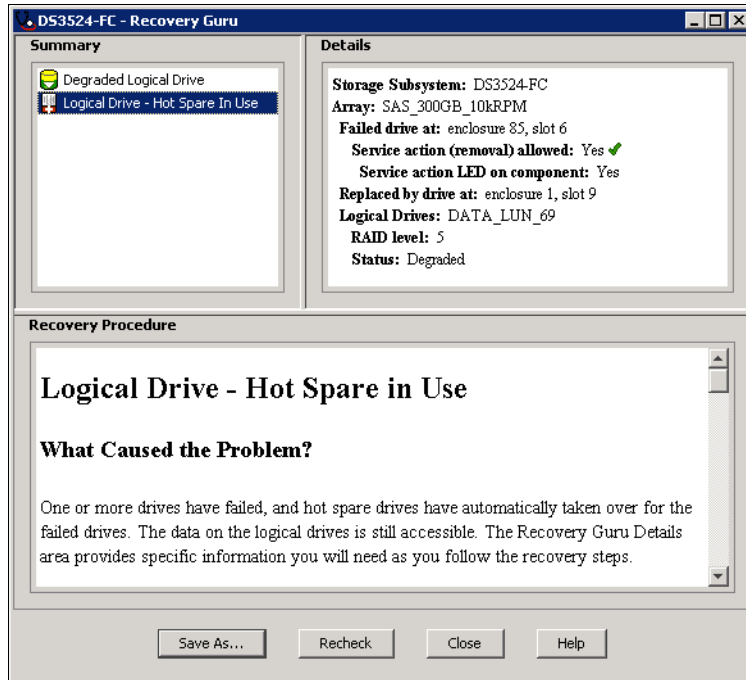 DS3524-FC - Recovery Guru
Summary
Degraded Logical Drive
Logical Drive - Hot Spare In Use
Details
Storage Subsystem: DS3524-FC
Array: SAS_300GB_10kRPM
Failed drive at: enclosure 85, slot 6
Service action (removal) allowed: Yes
Service action LED on component: Yes
Replaced by drive at: enclosure 1, slot 9
Logical Drives: DATA_LUN_69
RAID level: 5
Status: Degraded
Recovery Procedure
Logical Drive - Hot Spare in Use
What Caused the Problem?
One or more drives have failed, and hot spare drives have automatically taken over for the
failed drives. The data on the logical drives is still accessible. The Recovery Guru Details
area provides specific information you will need as you follow the recovery steps.
Save As...
Recheck
Close
Help